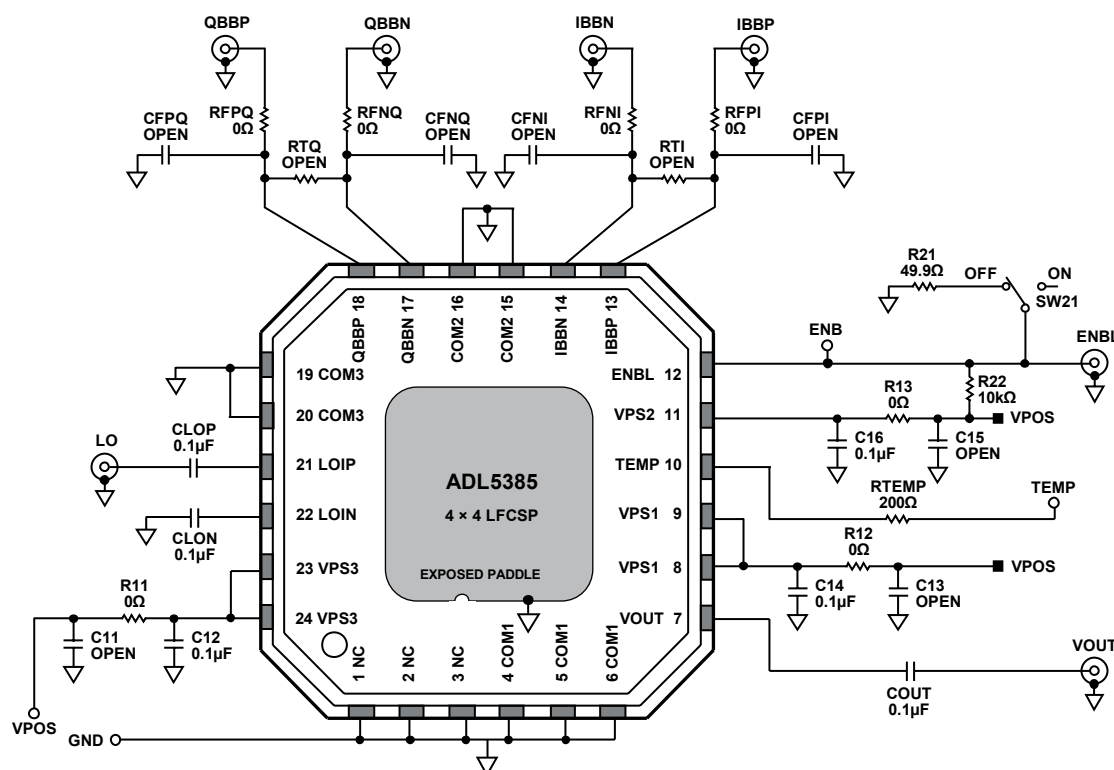 QBBP
QBBN
IBBN
IBBP
CFPQ
OPEN
RFPQ
0Ω
RTQ
OPEN
RFNQ
0Ω
CFNQ
OPEN
CFNI
OPEN
RFNI
0Ω
RTI
OPEN
RFPI
0Ω
CFPI
OPEN
QBBP 18
QBBN 17
COM2 16
COM2 15
IBBN 14
IBBP 13
R21
49.9Ω
OFF
ON
SW21
ENB
ENBL
19 COM3
20 COM3
21 LOIP
22 LOIN
23 VPS3
24 VPS3
ENBL 12
VPS2 11
TEMP 10
VPS1 9
VPS1 8
VOUT 7
R13
0Ω
R22
10kΩ
VPOS
C16
0.1µF
C15
OPEN
LO
CLOP
0.1µF
CLON
0.1µF
ADL5385
4 × 4 LFCSP
EXPOSED PADDLE
RTEMP
200Ω
TEMP
R12
0Ω
VPOS
C14
0.1µF
C13
OPEN
R11
0Ω
C11
OPEN
C12
0.1µF
VPOS
1 NC
2 NC
3 NC
4 COM1
5 COM1
6 COM1
COUT
0.1µF
VOUT
GND